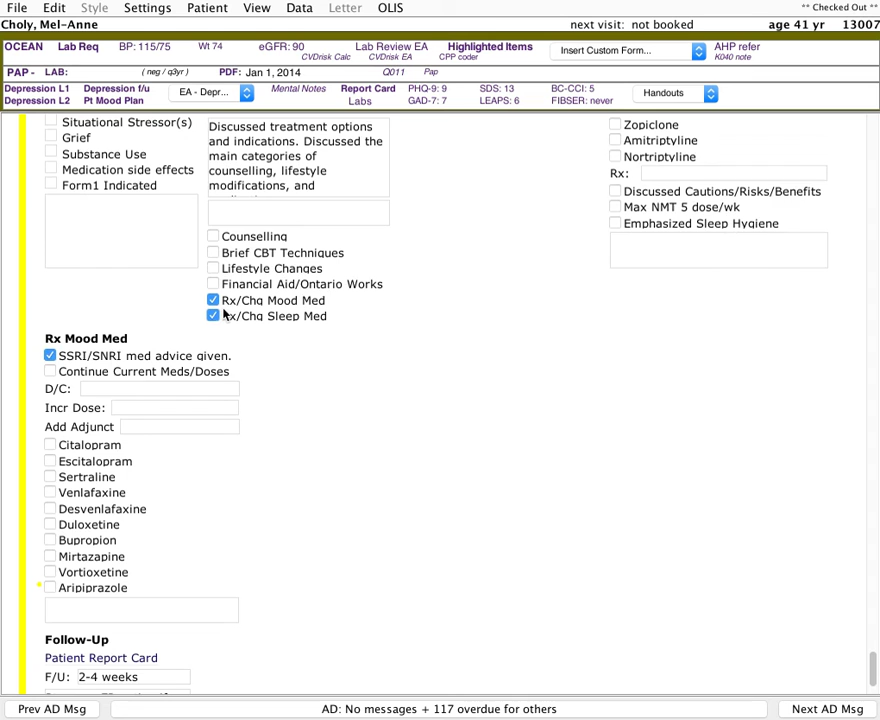 File Edit Style Settings Patient View Data Letter OLIS ** Checked Out **
Choly, Mel-Anne next visit: not booked age 41 yr 13007
OCEAN Lab Req BP: 115/75 Wt 74 eGFR: 90 Lab Review EA Highlighted Items Insert Custom Form... AHP refer
CVDrisk Calc CVDrisk EA CPP coder K040 note
PAP - LAB: ( neg / q3yr ) PDF: Jan 1, 2014 Q011 Pap
Depression L1 Depression f/u EA - Depr... Mental Notes Report Card PHQ-9: 9 SDS: 13 BC-CCI: 5 Handouts
Depression L2 Pt Mood Plan Labs GAD-7: 7 LEAPS: 6 FIBSER: never
Situational Stressor(s)
Grief
Substance Use
Medication side effects
Form1 Indicated
Discussed treatment options
and indications. Discussed the
main categories of
counselling, lifestyle
modifications, and
Counselling
Brief CBT Techniques
Lifestyle Changes
Financial Aid/Ontario Works
Rx/Chg Mood Med
Rx/Chg Sleep Med
Zopiclone
Amitriptyline
Nortriptyline
Rx:
Discussed Cautions/Risks/Benefits
Max NMT 5 dose/wk
Emphasized Sleep Hygiene
Rx Mood Med
SSRI/SNRI med advice given.
Continue Current Meds/Doses
D/C:
Incr Dose:
Add Adjunct
Citalopram
Escitalopram
Sertraline
Venlafaxine
Desvenlafaxine
Duloxetine
Bupropion
Mirtazapine
Vortioxetine
Aripiprazole
Follow-Up
Patient Report Card
F/U: 2-4 weeks
Prev AD Msg AD: No messages + 117 overdue for others Next AD Msg